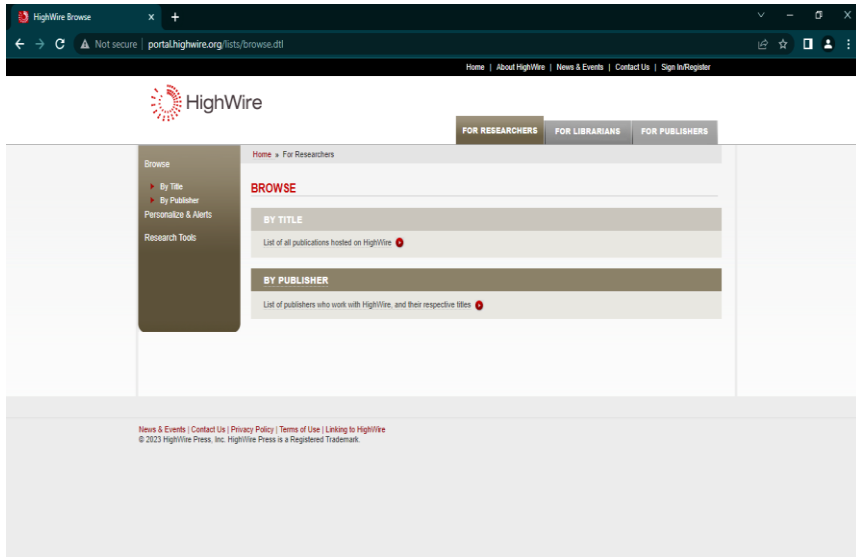 HighWire Browse
Not secure | portal.highwire.org/lists/browse.dtl
Home | About HighWire | News & Events | Contact Us | Sign In/Register
HighWire
FOR RESEARCHERS FOR LIBRARIANS FOR PUBLISHERS
Home » For Researchers
Browse
By Title
By Publisher
Personalize & Alerts
Research Tools
BROWSE
BY TITLE
List of all publications hosted on HighWire
BY PUBLISHER
List of publishers who work with HighWire, and their respective titles
News & Events | Contact Us | Privacy Policy | Terms of Use | Linking to HighWire
© 2023 HighWire Press, Inc. HighWire Press is a Registered Trademark.